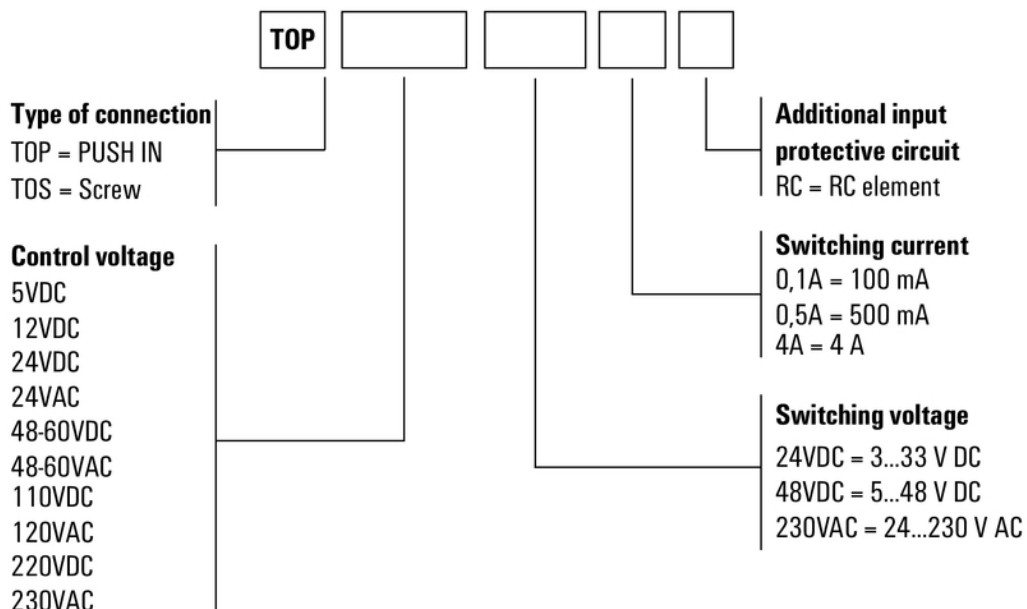 TOP
Type of connection
TOP = PUSH IN
TOS = Screw
Control voltage
5VDC
12VDC
24VDC
24VAC
48-60VDC
48-60VAC
110VDC
120VAC
220VDC
230VAC
Additional input
protective circuit
RC = RC element
Switching current
0,1A = 100 mA
0,5A = 500 mA
4A = 4 A
Switching voltage
24VDC = 3...33 V DC
48VDC = 5...48 V DC
230VAC = 24...230 V AC